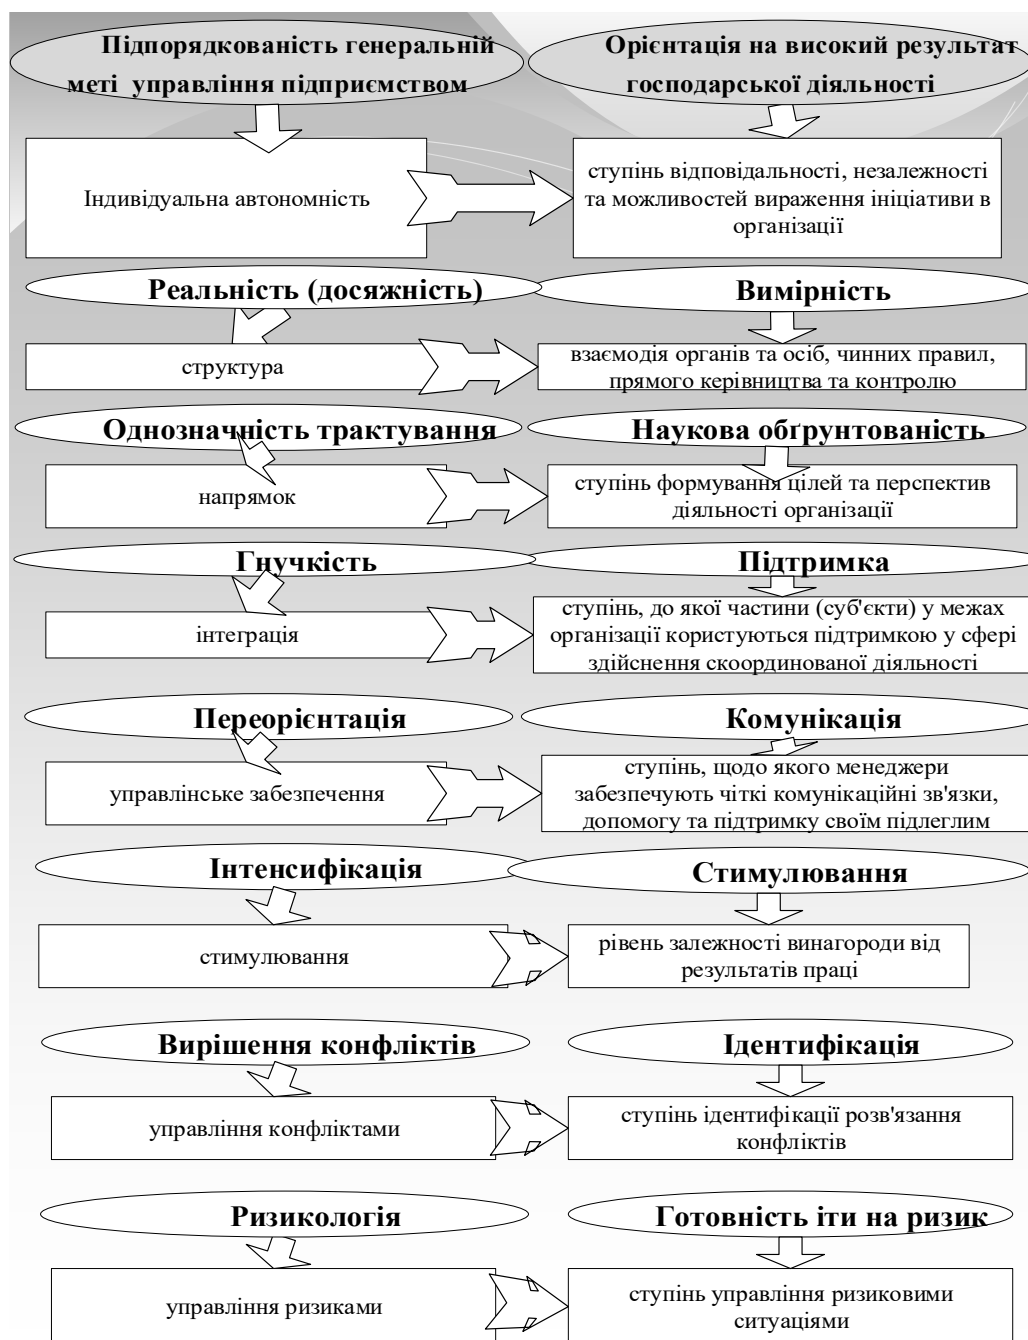 Підпорядкованість генеральній
меті управління підприємством
Орієнтація на високий результат
господарської діяльності
Індивідуальна автономність
ступінь відповідальності, незалежності
та можливостей вираження ініціативи в
організації
Реальність (досяжність)
Вимірність
структура
взаємодія органів та осіб, чинних правил,
прямого керівництва та контролю
Однозначність трактування
Наукова обґрунтованість
напрямок
ступінь формування цілей та перспектив
діяльності організації
Гнучкість
Підтримка
інтеграція
ступінь, до якої частини (суб'єкти) у межах
організації користуються підтримкою у сфері
здійснення скоординованої діяльності
Переорієнтація
Комунікація
управлінське забезпечення
ступінь, щодо якого менеджери
забезпечують чіткі комунікаційні зв'язки,
допомогу та підтримку своїм підлеглим
Інтенсифікація
Стимулювання
стимулювання
рівень залежності винагороди від
результатів праці
Вирішення конфліктів
Ідентифікація
управління конфліктами
ступінь ідентифікації розв'язання
конфліктів
Ризикологія
Готовність іти на ризик
управління ризиками
ступінь управління ризиковими
ситуаціями